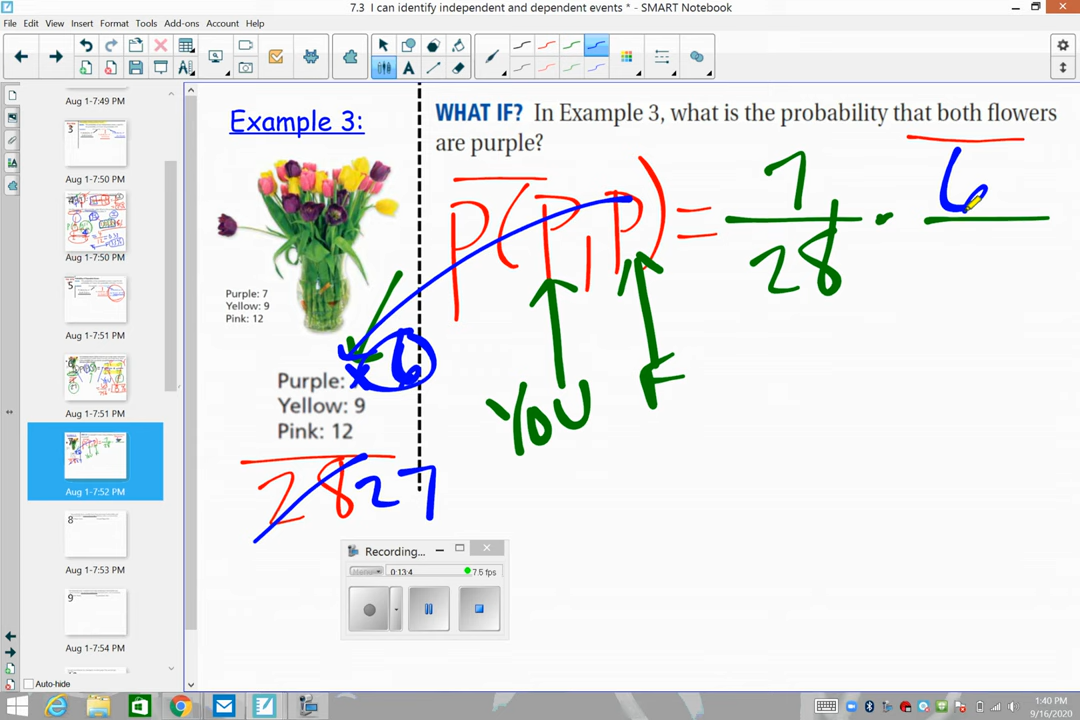 7.3 I can identify independent and dependent events * - SMART Notebook
File Edit View Insert Format Tools Add-ons Account Help
Aug 1-7:49 PM
3
Aug 1-7:50 PM
Aug 1-7:50 PM
5
Aug 1-7:51 PM
Aug 1-7:51 PM
Aug 1-7:52 PM
8
Aug 1-7:53 PM
9
Aug 1-7:54 PM
Auto-hide
Example 3:
Purple: 7
Yellow: 9
Pink: 12
Purple: 6
Yellow: 9
Pink: 12
28 27
WHAT IF? In Example 3, what is the probability that both flowers
are purple?
P(P, P) = 7/28 · 6
YOU F
Recording...
0:13:4 7.5 fps
1:40 PM
9/16/2020